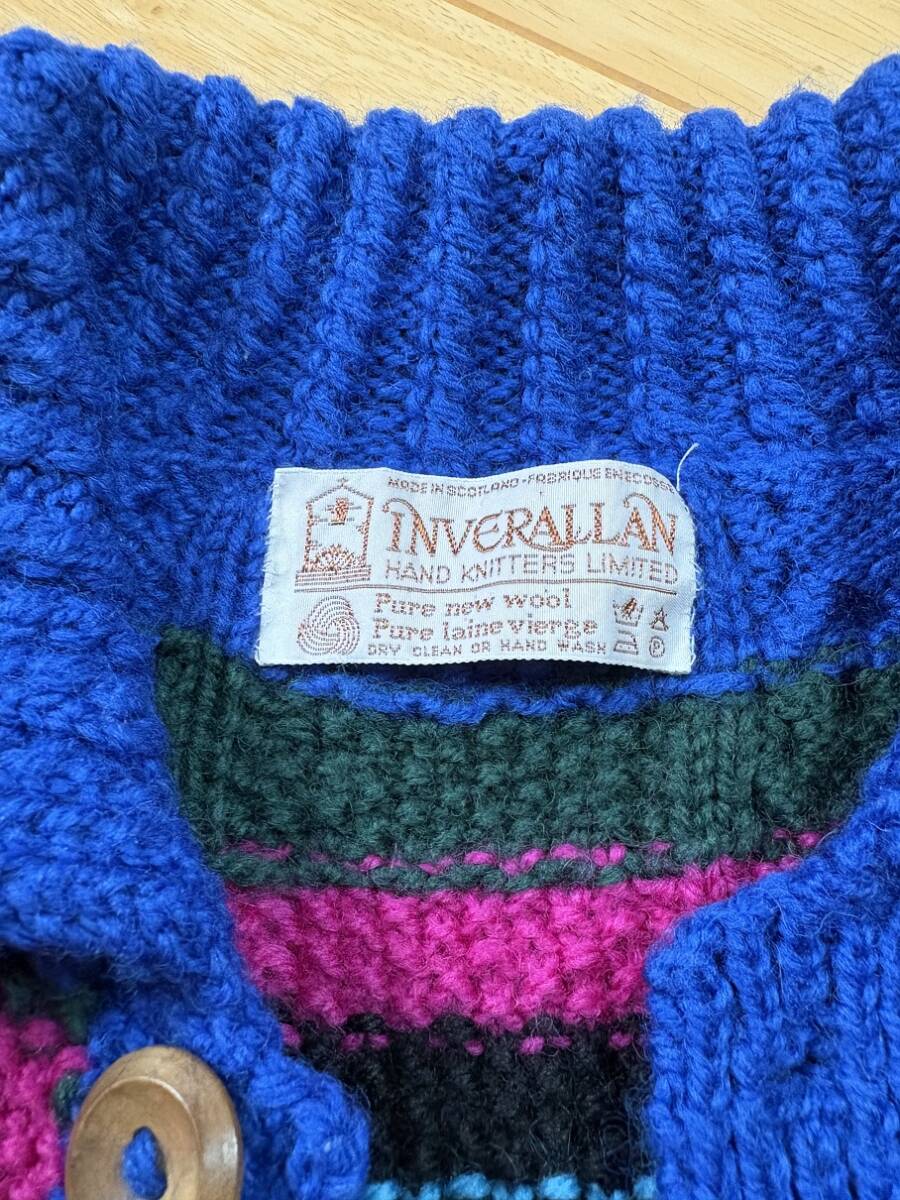 MADE IN SCOTLAND-FABRIQUE EN ECOSSE
INVERALLAN
HAND KNITTERS LIMITED
Pure new wool
Pure laine vierge
DRY CLEAN OR HAND WASH
A
P